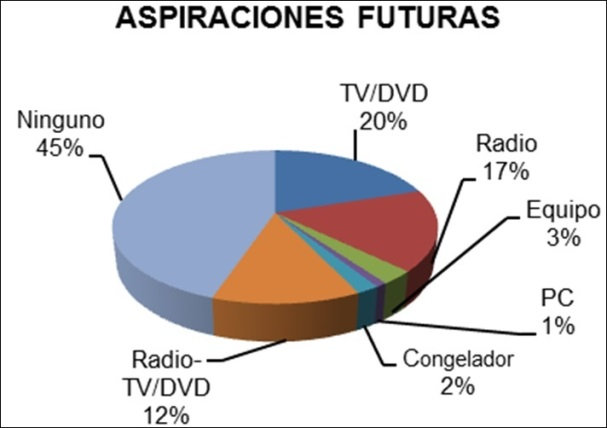 ASPIRACIONES FUTURAS
TV/DVD
20%
Radio
17%
Equipo
3%
PC
1%
Congelador
2%
Radio-
TV/DVD
12%
Ninguno
45%